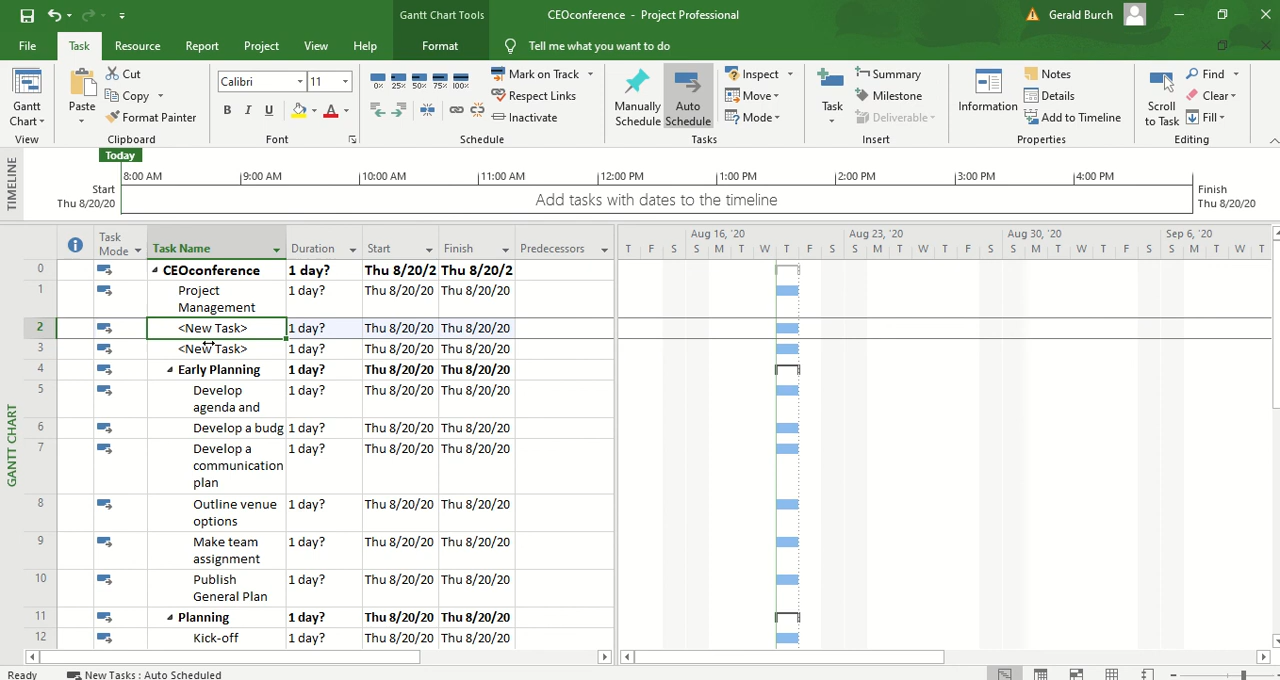 Gantt Chart Tools
CEOconference - Project Professional
Gerald Burch
File Task Resource Report Project View Help Format Tell me what you want to do
Gantt Chart
View
Paste
Cut
Copy
Format Painter
Clipboard
Calibri 11
B I U A
Font
0% 25% 50% 75% 100%
Mark on Track
Respect Links
Inactivate
Schedule
Manually Schedule
Auto Schedule
Inspect
Move
Mode
Tasks
Task
Summary
Milestone
Deliverable
Insert
Information
Notes
Details
Add to Timeline
Properties
Scroll to Task
Find
Clear
Fill
Editing
TIMELINE
Today
8:00 AM 9:00 AM 10:00 AM 11:00 AM 12:00 PM 1:00 PM 2:00 PM 3:00 PM 4:00 PM
Start
Thu 8/20/20
Add tasks with dates to the timeline
Finish
Thu 8/20/20
GANTT CHART
Task Mode Task Name Duration Start Finish Predecessors
Aug 16, '20 Aug 23, '20 Aug 30, '20 Sep 6, '20
T F S S M T W T F S S M T W T F S S M T W T F S S M T W T
0 CEOconference 1 day? Thu 8/20/2 Thu 8/20/2
1 Project Management 1 day? Thu 8/20/20 Thu 8/20/20
2 <New Task> 1 day? Thu 8/20/20 Thu 8/20/20
3 <New Task> 1 day? Thu 8/20/20 Thu 8/20/20
4 Early Planning 1 day? Thu 8/20/20 Thu 8/20/20
5 Develop agenda and 1 day? Thu 8/20/20 Thu 8/20/20
6 Develop a budg 1 day? Thu 8/20/20 Thu 8/20/20
7 Develop a communication plan 1 day? Thu 8/20/20 Thu 8/20/20
8 Outline venue options 1 day? Thu 8/20/20 Thu 8/20/20
9 Make team assignment 1 day? Thu 8/20/20 Thu 8/20/20
10 Publish General Plan 1 day? Thu 8/20/20 Thu 8/20/20
11 Planning 1 day? Thu 8/20/20 Thu 8/20/20
12 Kick-off 1 day? Thu 8/20/20 Thu 8/20/20
Ready New Tasks : Auto Scheduled